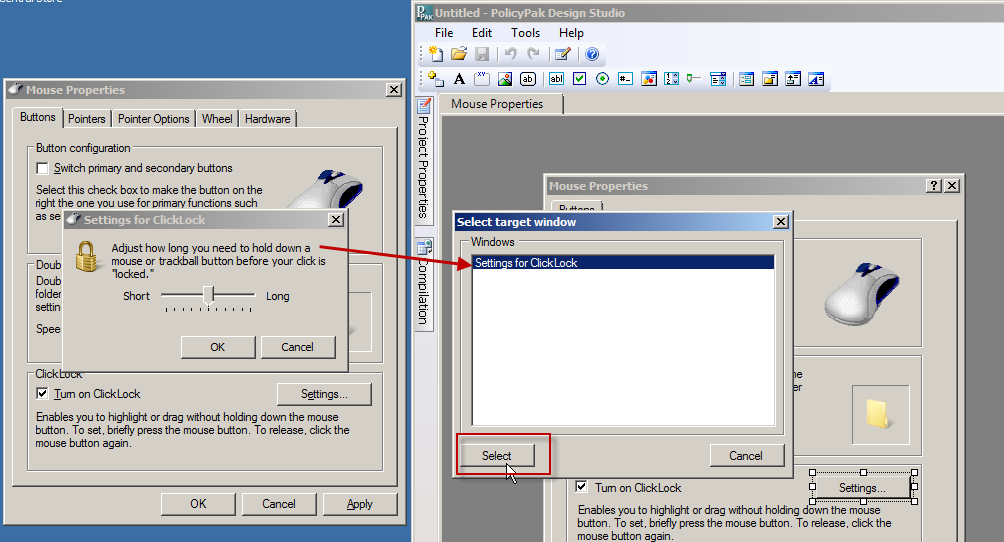 Central Store
Mouse Properties
Buttons
Pointers
Pointer Options
Wheel
Hardware
Button configuration
Switch primary and secondary buttons
Select this check box to make the button on the
right the one you use for primary functions such
as se
Settings for ClickLock
Adjust how long you need to hold down a
mouse or trackball button before your click is
"locked."
Short
Long
OK
Cancel
Doub
Doub
folder
settin
Spee
ClickLock
Turn on ClickLock
Settings...
Enables you to highlight or drag without holding down the mouse
button. To set, briefly press the mouse button. To release, click the
mouse button again.
OK
Cancel
Apply
PPAK
Untitled - PolicyPak Design Studio
File
Edit
Tools
Help
Mouse Properties
Project Properties
Compilation
Mouse Properties
Buttons
Select target window
Windows
Settings for ClickLock
Select
Cancel
he
er
Turn on ClickLock
Settings...
Enables you to highlight or drag without holding down the mouse
button. To set, briefly press the mouse button. To release, click the
mouse button again.